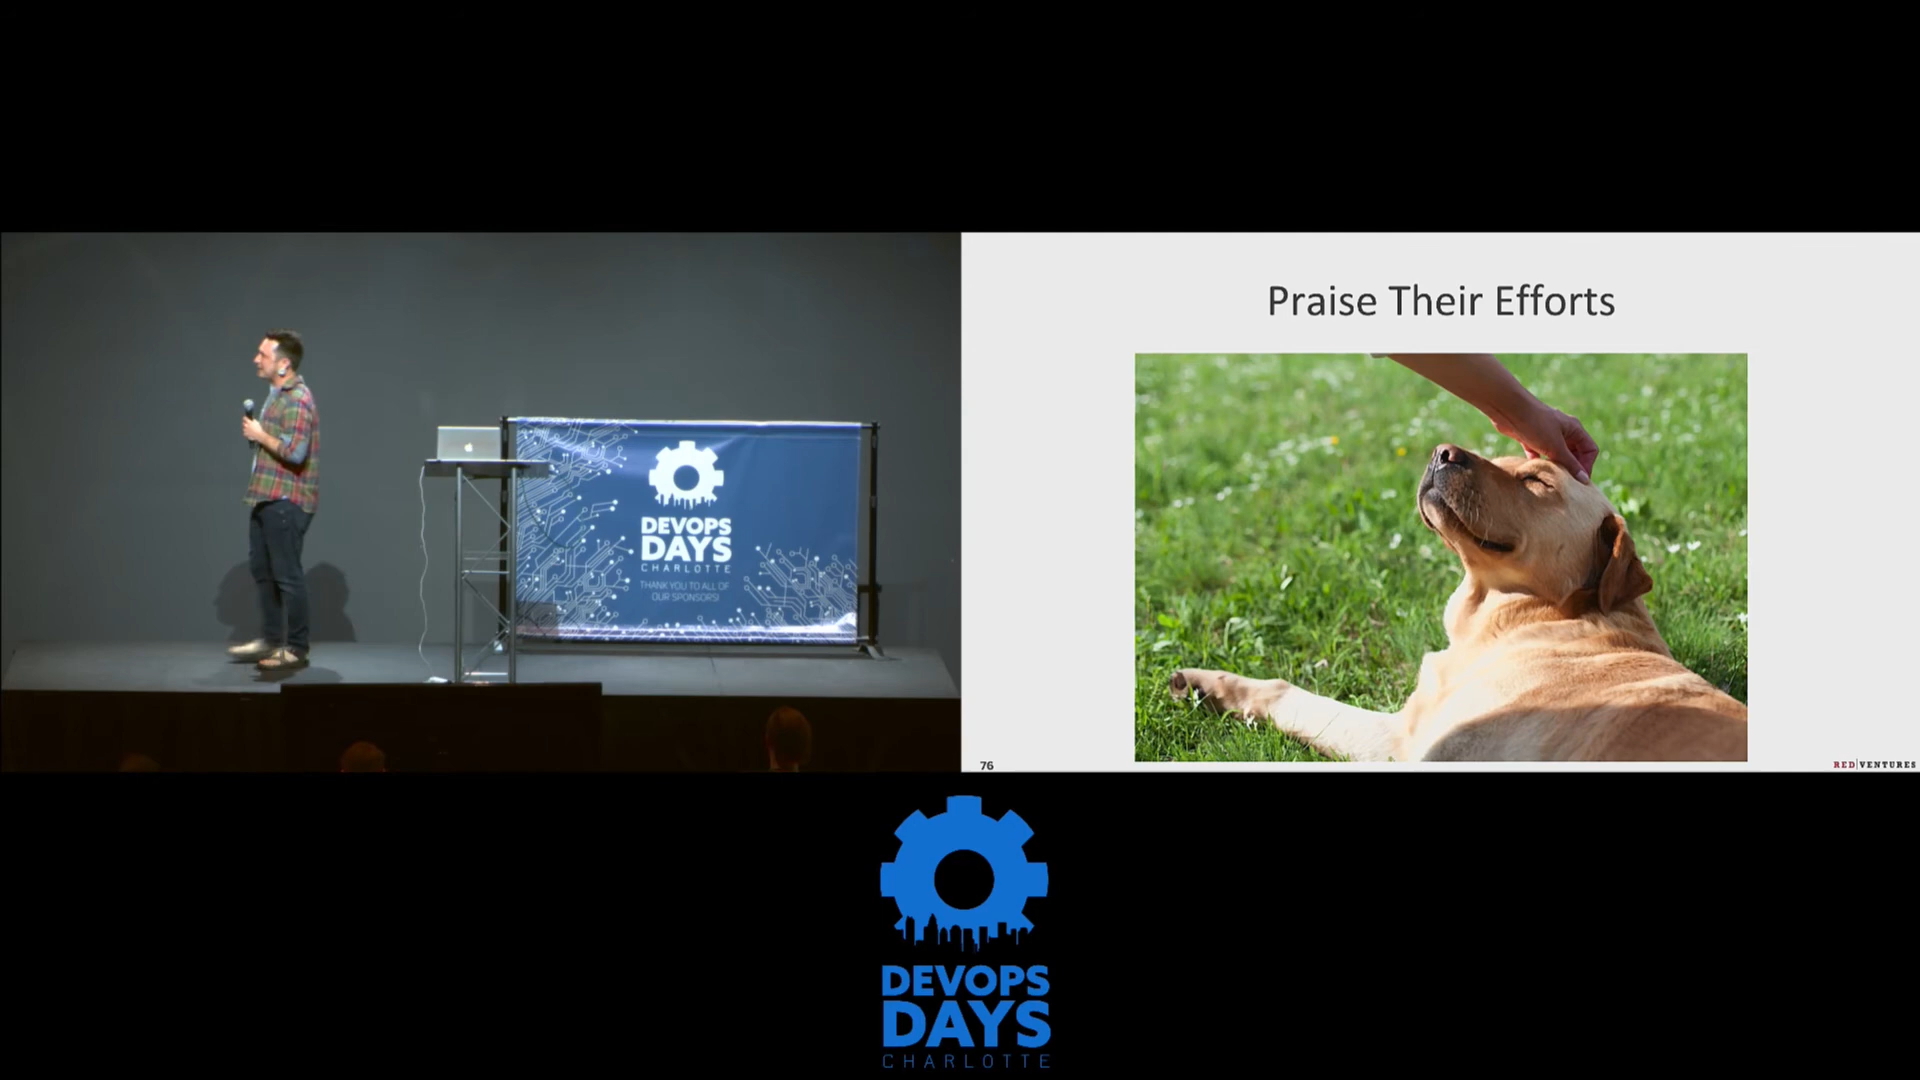 Praise Their Efforts
DEVOPS
DAYS
CHARLOTTE
THANK YOU TO ALL OF
OUR SPONSORS!
76
RED|VENTURES
DEVOPS
DAYS
CHARLOTTE